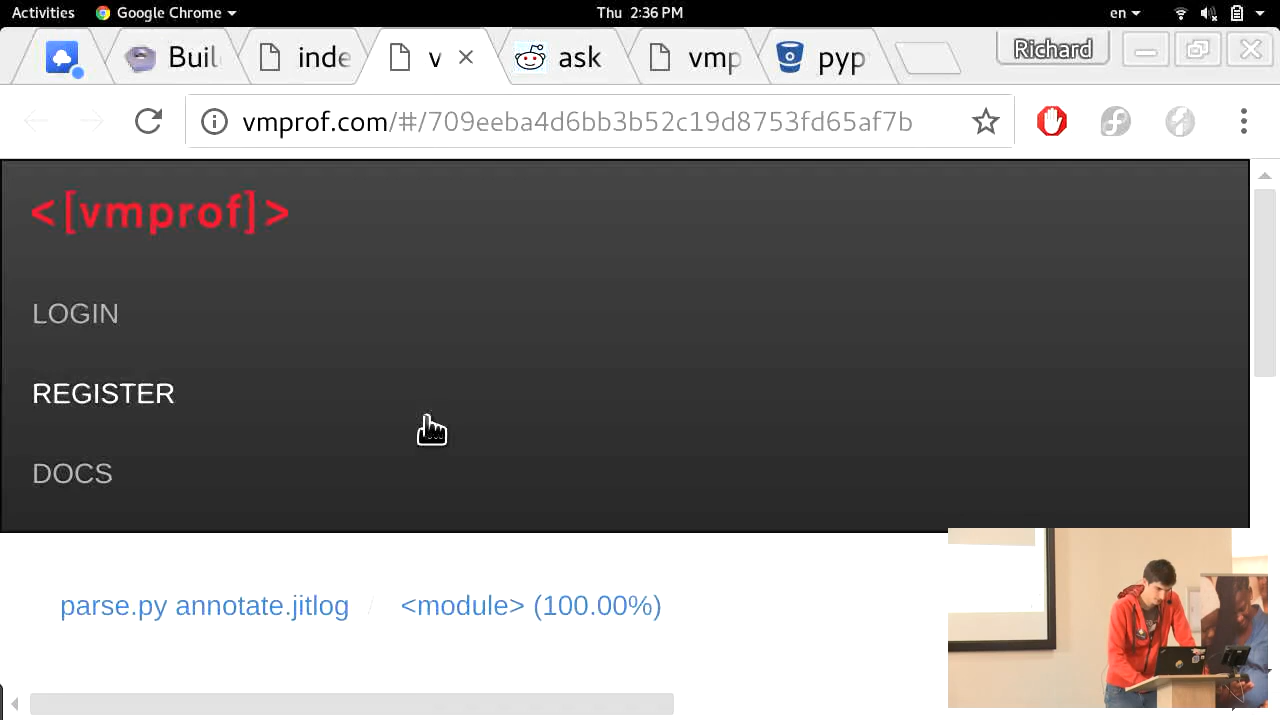 Activities Google Chrome Thu 2:36 PM en
Buil inde v ask vmp pyp Richard
vmprof.com/#/709eeba4d6bb3b52c19d8753fd65af7b
<[vmprof]>
LOGIN
REGISTER
DOCS
parse.py annotate.jitlog / <module> (100.00%)